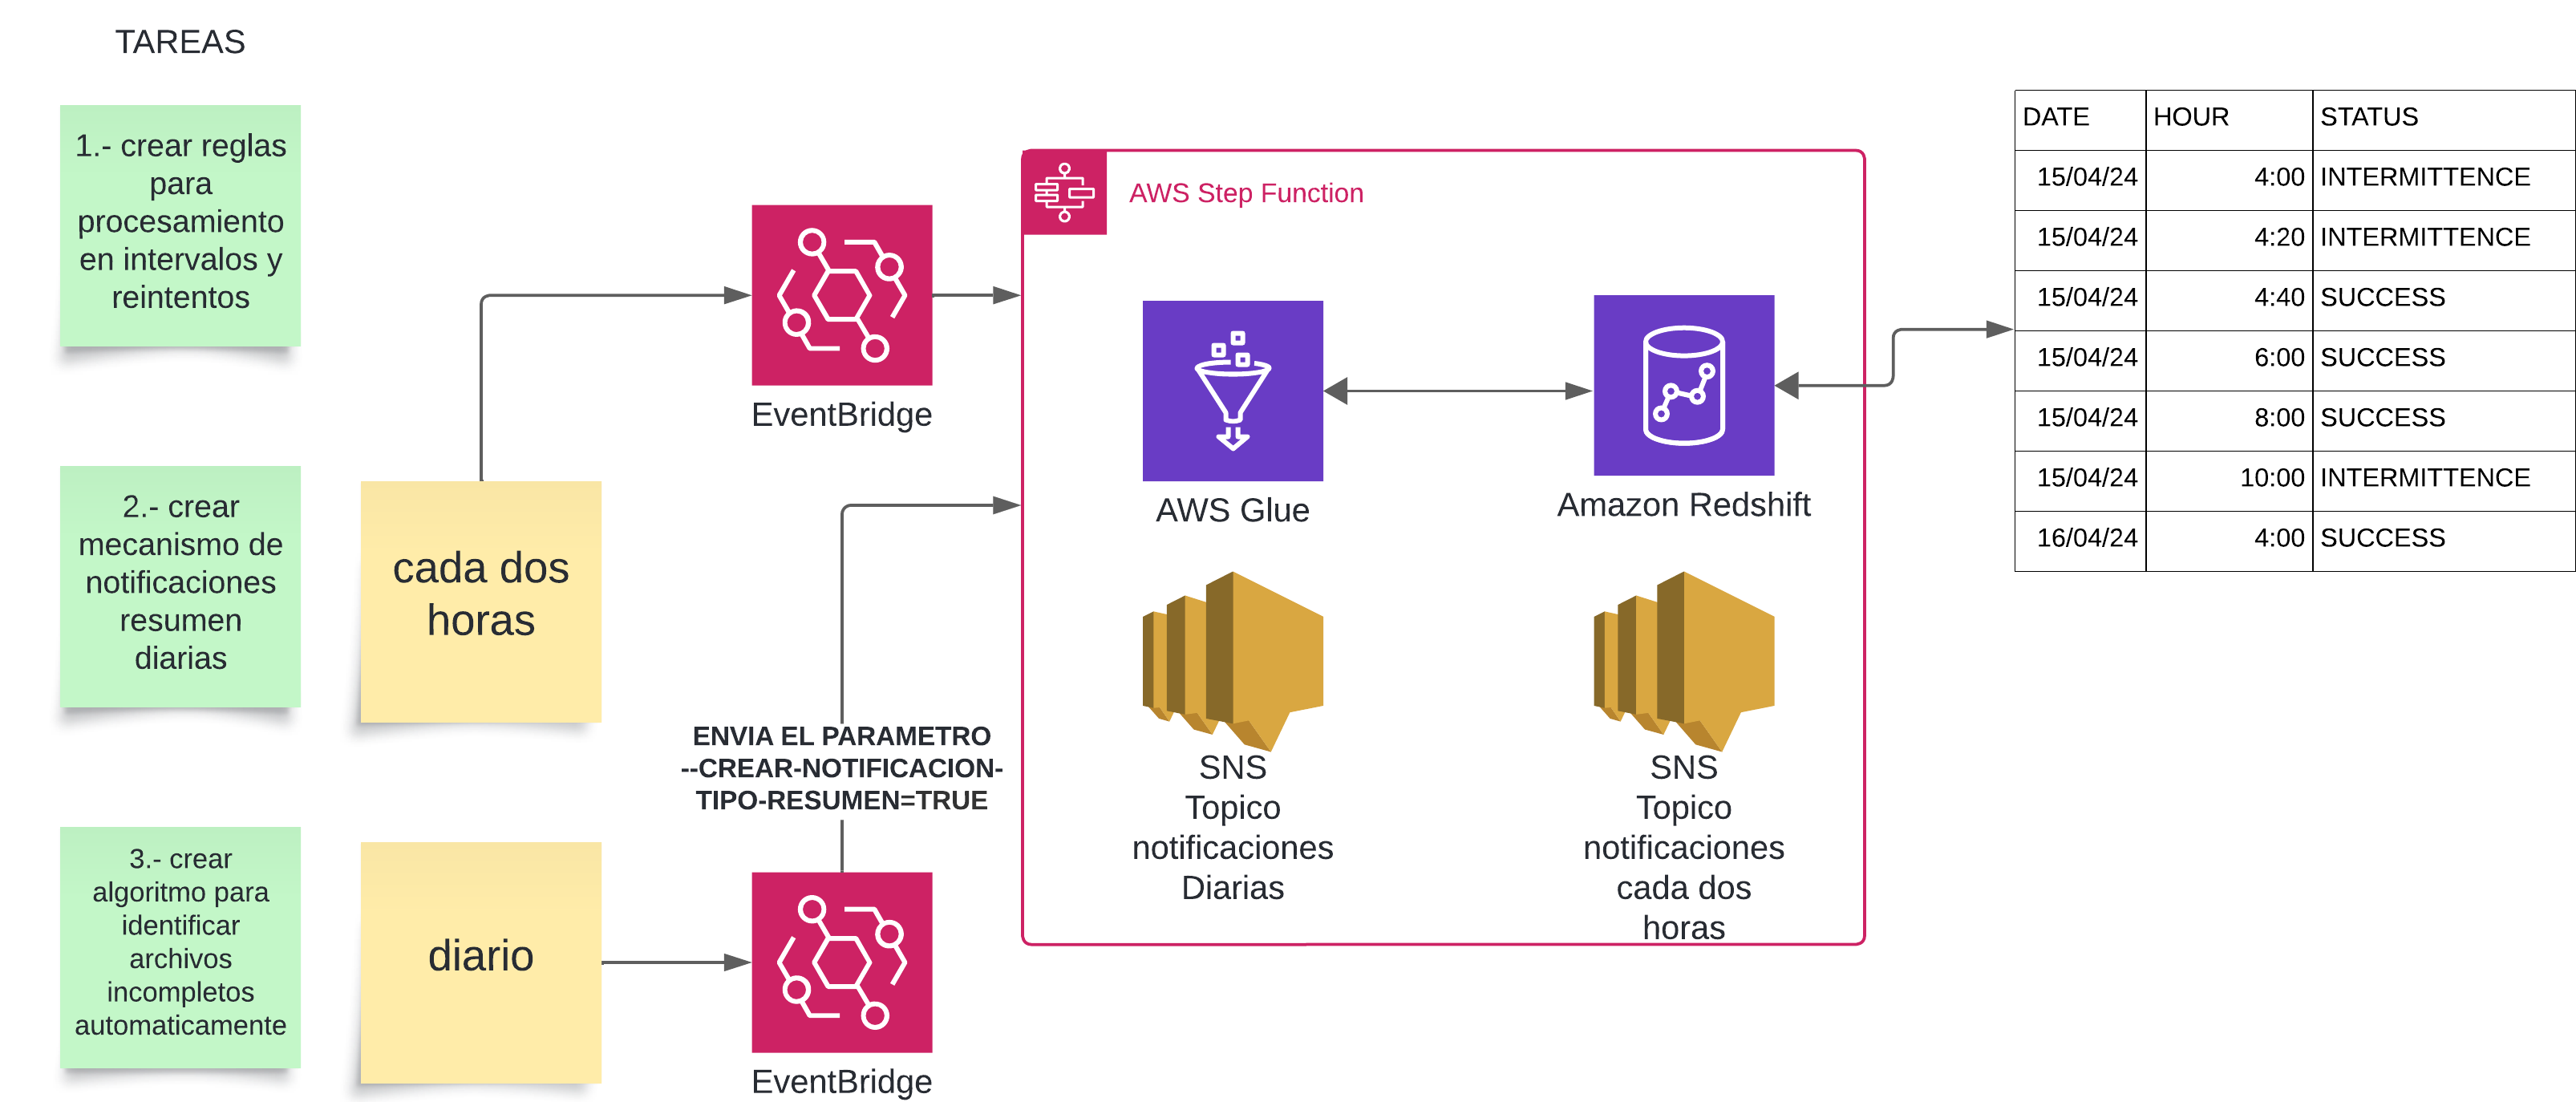 TAREAS
1.- crear reglas
para
procesamiento
en intervalos y
reintentos
2.- crear
mecanismo de
notificaciones
resumen
diarias
3.- crear
algoritmo para
identificar
archivos
incompletos
automaticamente
cada dos
horas
diario
EventBridge
ENVIA EL PARAMETRO
--CREAR-NOTIFICACION-
TIPO-RESUMEN=TRUE
EventBridge
AWS Step Function
AWS Glue
Amazon Redshift
SNS
Topico
notificaciones
Diarias
SNS
Topico
notificaciones
cada dos
horas
DATE HOUR STATUS
15/04/24 4:00 INTERMITTENCE
15/04/24 4:20 INTERMITTENCE
15/04/24 4:40 SUCCESS
15/04/24 6:00 SUCCESS
15/04/24 8:00 SUCCESS
15/04/24 10:00 INTERMITTENCE
16/04/24 4:00 SUCCESS